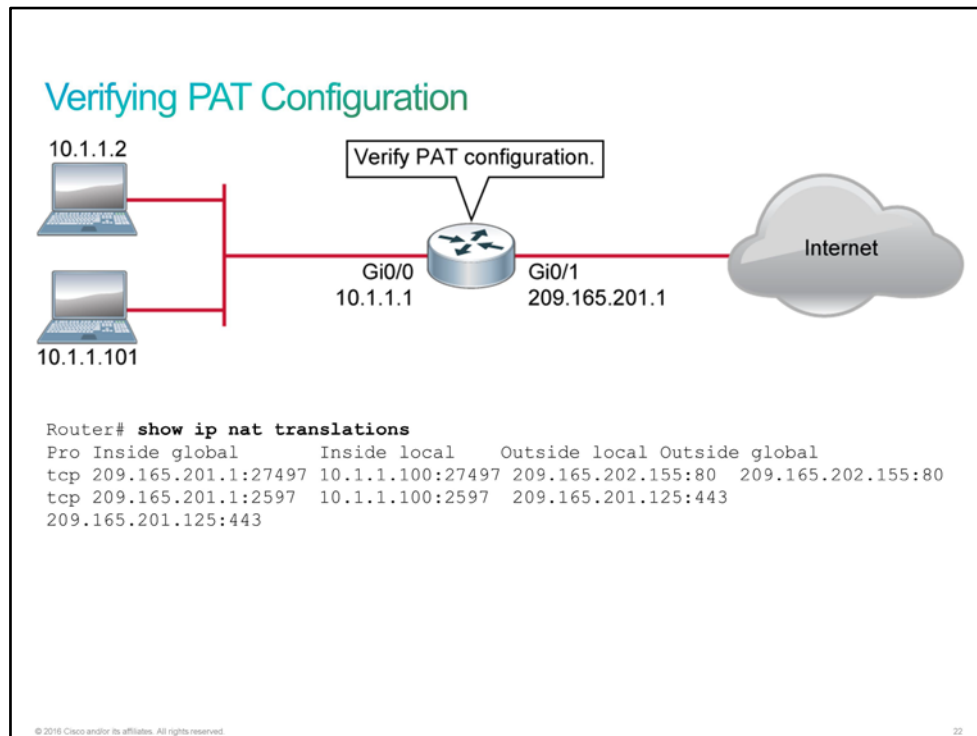 Verifying PAT Configuration
10.1.1.2
Verify PAT configuration.
Internet
Gi0/0
10.1.1.1
Gi0/1
209.165.201.1
10.1.1.101
Router# show ip nat translations
Pro Inside global Inside local Outside local Outside global
tcp 209.165.201.1:27497 10.1.1.100:27497 209.165.202.155:80 209.165.202.155:80
tcp 209.165.201.1:2597 10.1.1.100:2597 209.165.201.125:443
209.165.201.125:443
© 2016 Cisco and/or its affiliates. All rights reserved.
22